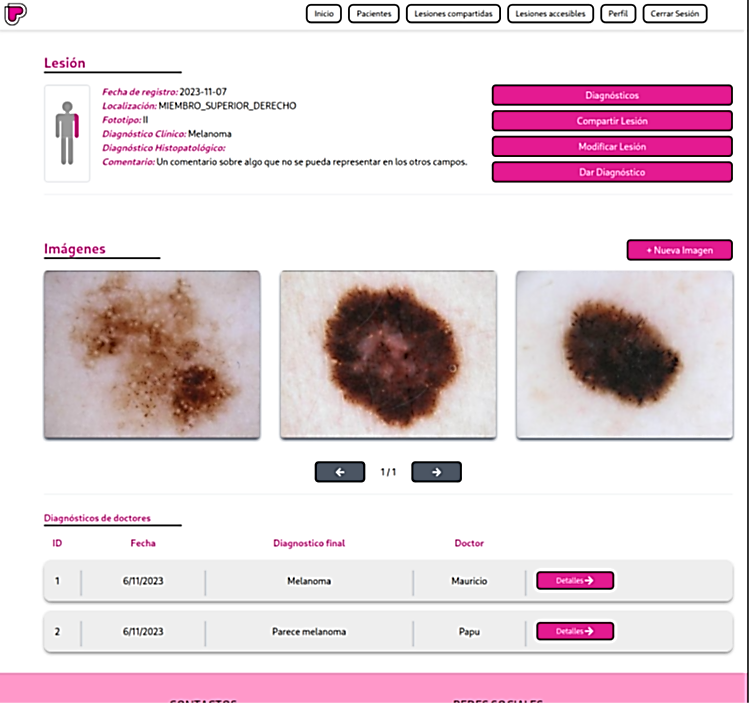 Inicio Pacientes Lesiones compartidas Lesiones accesibles Perfil Cerrar Sesión
Lesión
Fecha de registro: 2023-11-07
Localización: MIEMBRO_SUPERIOR_DERECHO
Fototipo: II
Diagnóstico Clínico: Melanoma
Diagnóstico Histopatológico:
Comentario: Un comentario sobre algo que no se pueda representar en los otros campos.
Diagnósticos
Compartir Lesión
Modificar Lesión
Dar Diagnóstico
Imágenes
+ Nueva Imagen
1/1
Diagnósticos de doctores
ID Fecha Diagnostico final Doctor
1 6/11/2023 Melanoma Mauricio Detalles
2 6/11/2023 Parece melanoma Papu Detalles
CONTACTOS REDES SOCIALES